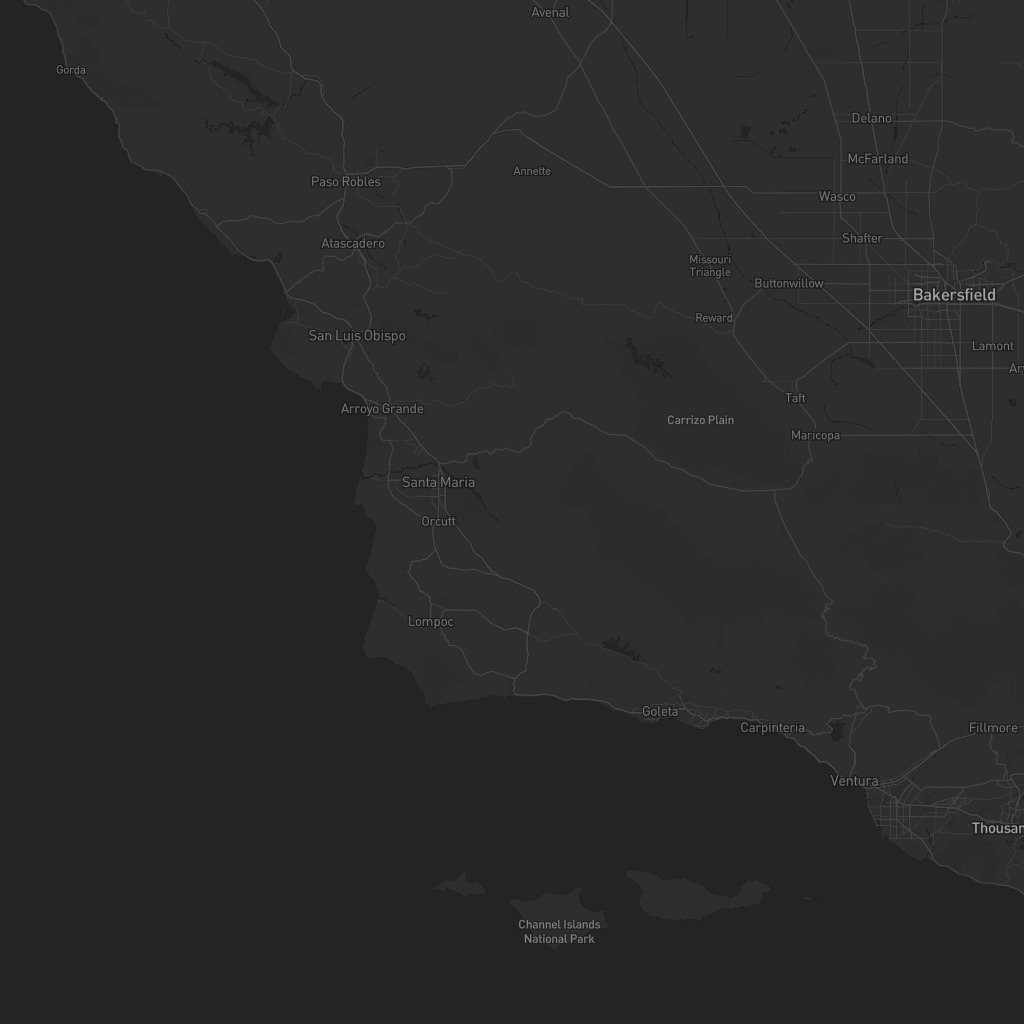 Avenal
Gorda
Delano
McFarland
Annette
Paso Robles
Wasco
Shafter
Atascadero
Missouri
Triangle
Buttonwillow
Bakersfield
Reward
San Luis Obispo
Lamont
Ar
Taft
Arroyo Grande
Carrizo Plain
Maricopa
Santa Maria
Orcutt
Lompoc
Goleta
Carpinteria
Fillmore
Ventura
Thousan
Channel Islands
National Park